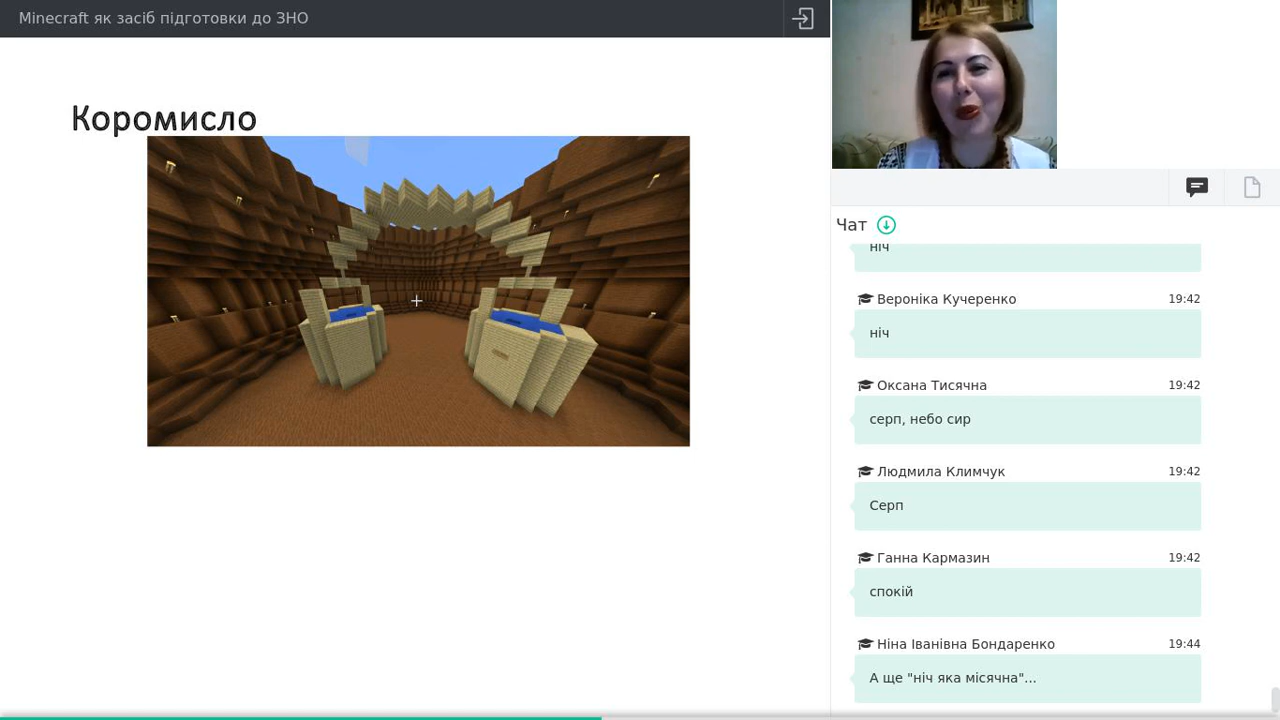 Minecraft як засіб підготовки до ЗНО
Коромисло
Чат
ніч
Вероніка Кучеренко 19:42
ніч
Оксана Тисячна 19:42
серп, небо сир
Людмила Климчук 19:42
Серп
Ганна Кармазин 19:42
спокій
Ніна Іванівна Бондаренко 19:44
А ще "ніч яка місячна"...